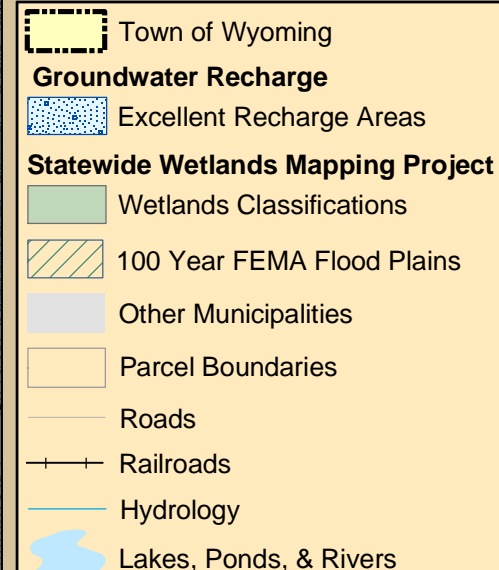 Town of Wyoming
Groundwater Recharge
Excellent Recharge Areas
Statewide Wetlands Mapping Project
Wetlands Classifications
100 Year FEMA Flood Plains
Other Municipalities
Parcel Boundaries
Roads
Railroads
Hydrology
Lakes, Ponds, & Rivers